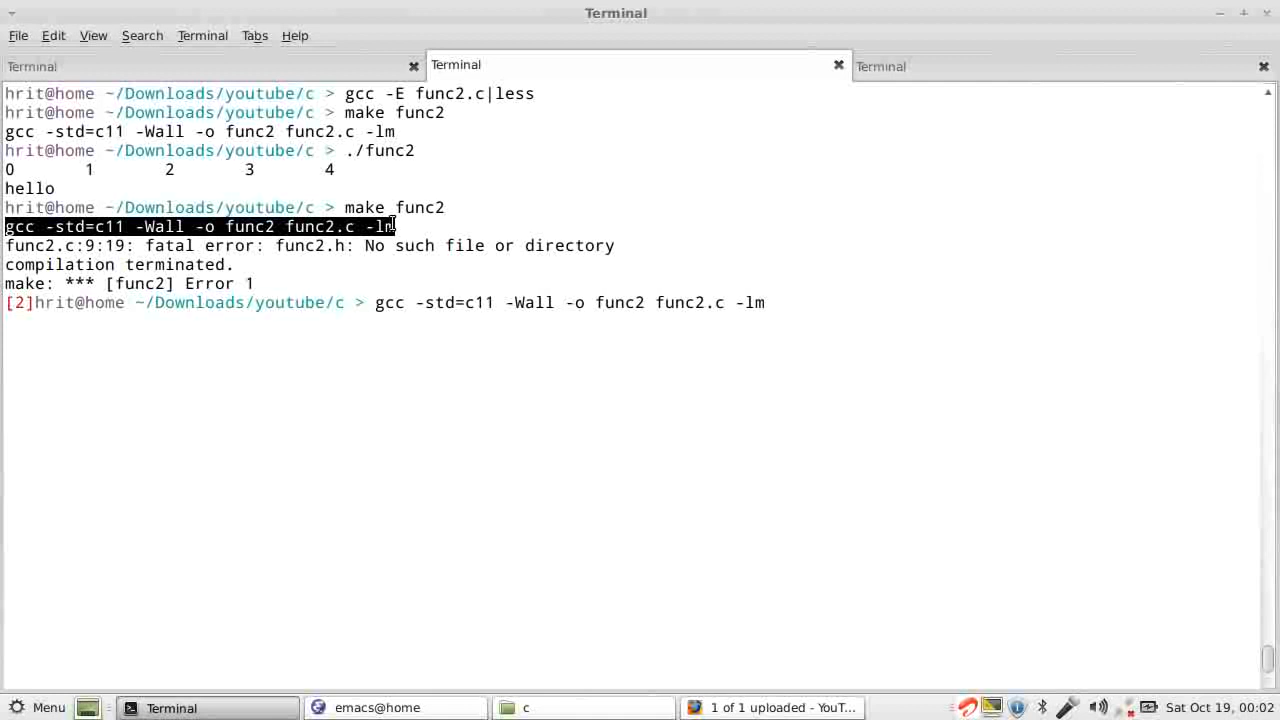 Terminal
File Edit View Search Terminal Tabs Help
Terminal Terminal Terminal
hrit@home ~/Downloads/youtube/c > gcc -E func2.c|less
hrit@home ~/Downloads/youtube/c > make func2
gcc -std=c11 -Wall -o func2 func2.c -lm
hrit@home ~/Downloads/youtube/c > ./func2
0 1 2 3 4
hello
hrit@home ~/Downloads/youtube/c > make func2
gcc -std=c11 -Wall -o func2 func2.c -lm
func2.c:9:19: fatal error: func2.h: No such file or directory
compilation terminated.
make: *** [func2] Error 1
[2]hrit@home ~/Downloads/youtube/c > gcc -std=c11 -Wall -o func2 func2.c -lm
Menu Terminal emacs@home c 1 of 1 uploaded - YouT... Sat Oct 19, 00:02